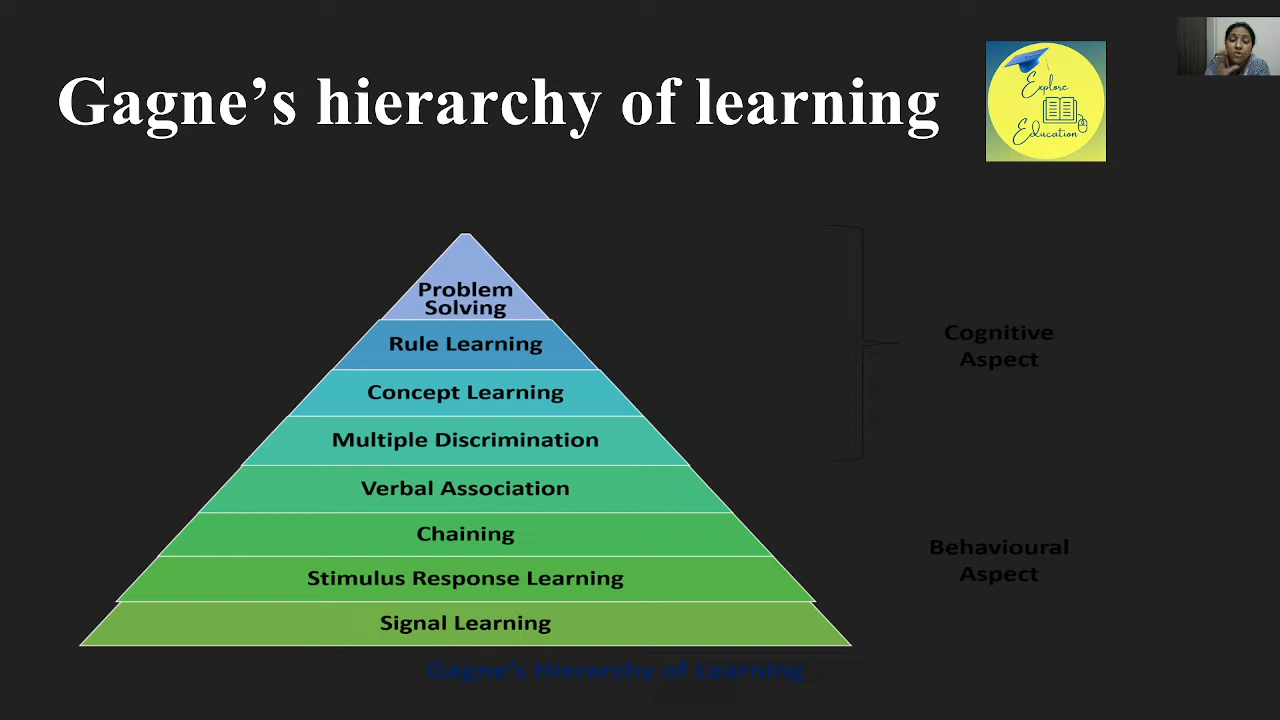 Gagne's hierarchy of learning
Explore
Education
Problem
Solving
Rule Learning
Concept Learning
Multiple Discrimination
Verbal Association
Chaining
Stimulus Response Learning
Signal Learning
Cognitive
Aspect
Behavioural
Aspect
Gagne's Hierarchy of Learning